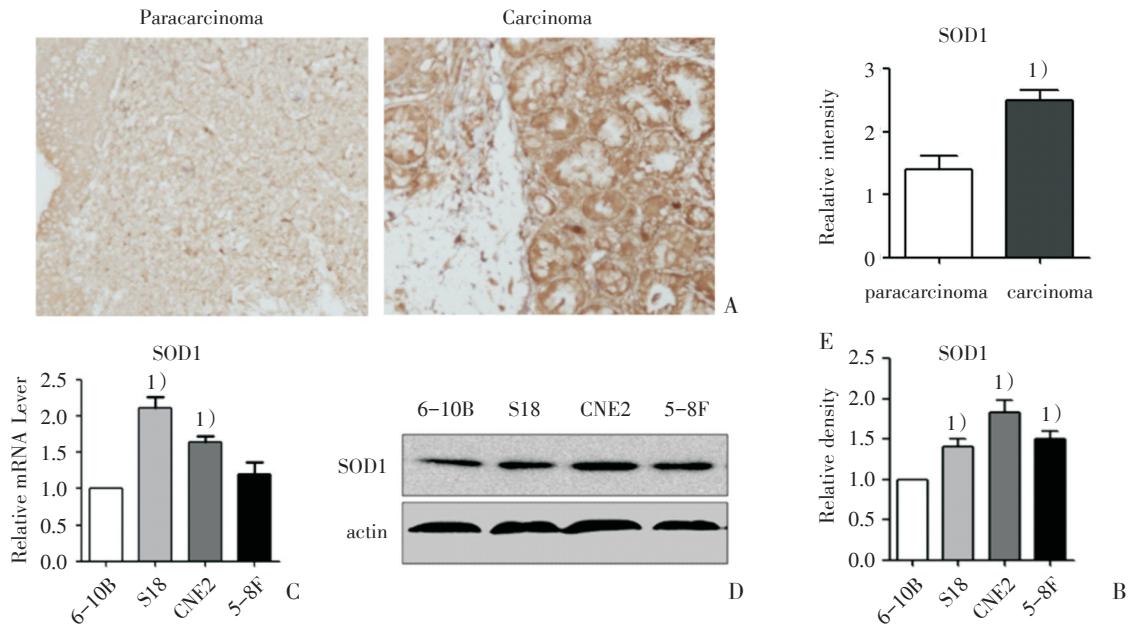 Paracarcinoma
Carcinoma
A
SOD1
Realative intensity
3
2
1
0
1)
paracarcinoma
carcinoma
E
SOD1
Relative mRNA Lever
2.5
2.0
1.5
1.0
0.5
0.0
1)
1)
6-10B
S18
CNE2
5-8F
C
6-10B
S18
CNE2
5-8F
SOD1
actin
D
SOD1
Relative density
2.5
2.0
1.5
1.0
0.5
0.0
1)
1)
1)
6-10B
S18
CNE2
5-8F
B